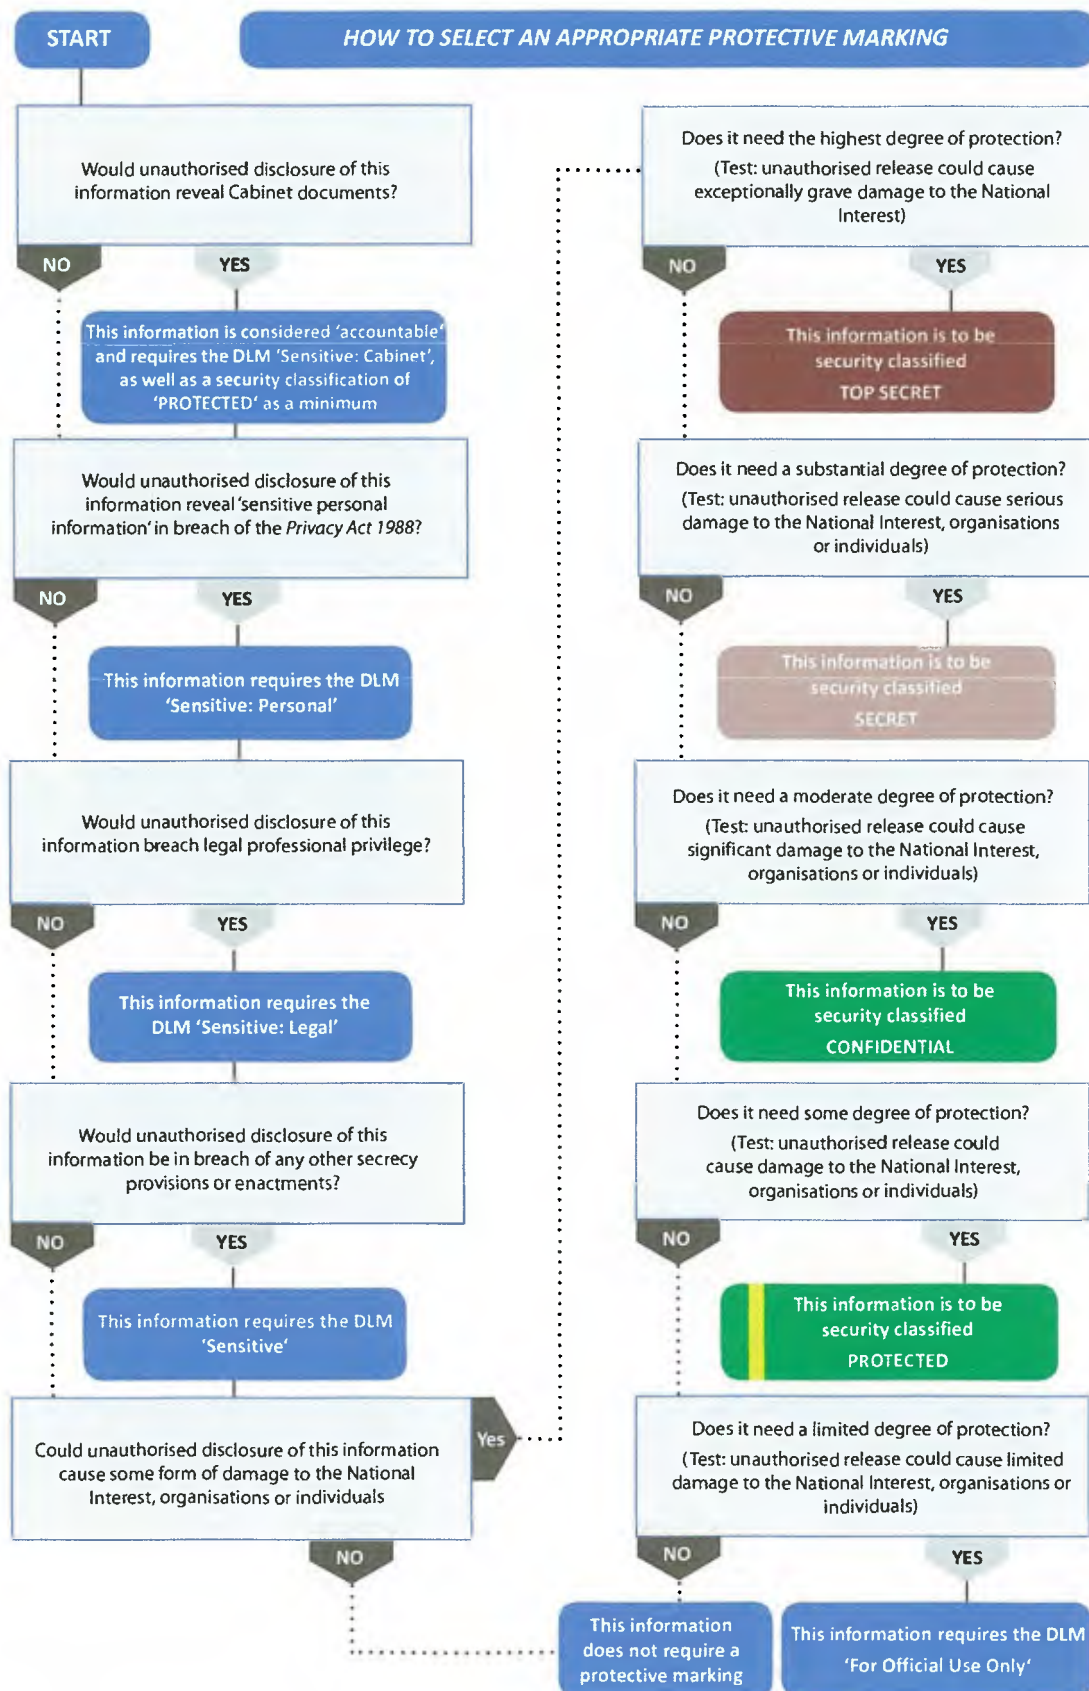 START
HOW TO SELECT AN APPROPRIATE PROTECTIVE MARKING
Would unauthorised disclosure of this
information reveal Cabinet documents?
NO
YES
This information is considered ‘accountable‘
and requires the DLM ‘Sensitive: Cabinet’,
as well as a security classification of
‘PROTECTED’ as a minimum
Would unauthorised disclosure of this
information reveal ‘sensitive personal
information‘ in breach of the Privacy Act 1988?
NO
YES
This information requires the DLM
‘Sensitive: Personal’
Would unauthorised disclosure of this
information breach legal professional privilege?
NO
YES
This information requires the
DLM ‘Sensitive: Legal’
Would unauthorised disclosure of this
information be in breach of any other secrecy
provisions or enactments?
NO
YES
This information requires the DLM
‘Sensitive‘
Could unauthorised disclosure of this information
cause some form of damage to the National
Interest, organisations or individuals
Yes
NO
Does it need the highest degree of protection?
(Test: unauthorised release could cause
exceptionally grave damage to the National
Interest)
NO
YES
This information is to be
security classified
TOP SECRET
Does it need a substantial degree of protection?
(Test: unauthorised release could cause serious
damage to the National Interest, organisations
or individuals)
NO
YES
This information is to be
security classified
SECRET
Does it need a moderate degree of protection?
(Test: unauthorised release could cause
significant damage to the National Interest,
organisations or individuals)
NO
YES
This information is to be
security classified
CONFIDENTIAL
Does it need some degree of protection?
(Test: unauthorised release could
cause damage to the National Interest,
organisations or individuals)
NO
YES
This information is to be
security classified
PROTECTED
Does it need a limited degree of protection?
(Test: unauthorised release could cause limited
damage to the National Interest, organisations or
individuals)
NO
YES
This information
does not require a
protective marking
This information requires the DLM
‘For Official Use Only‘